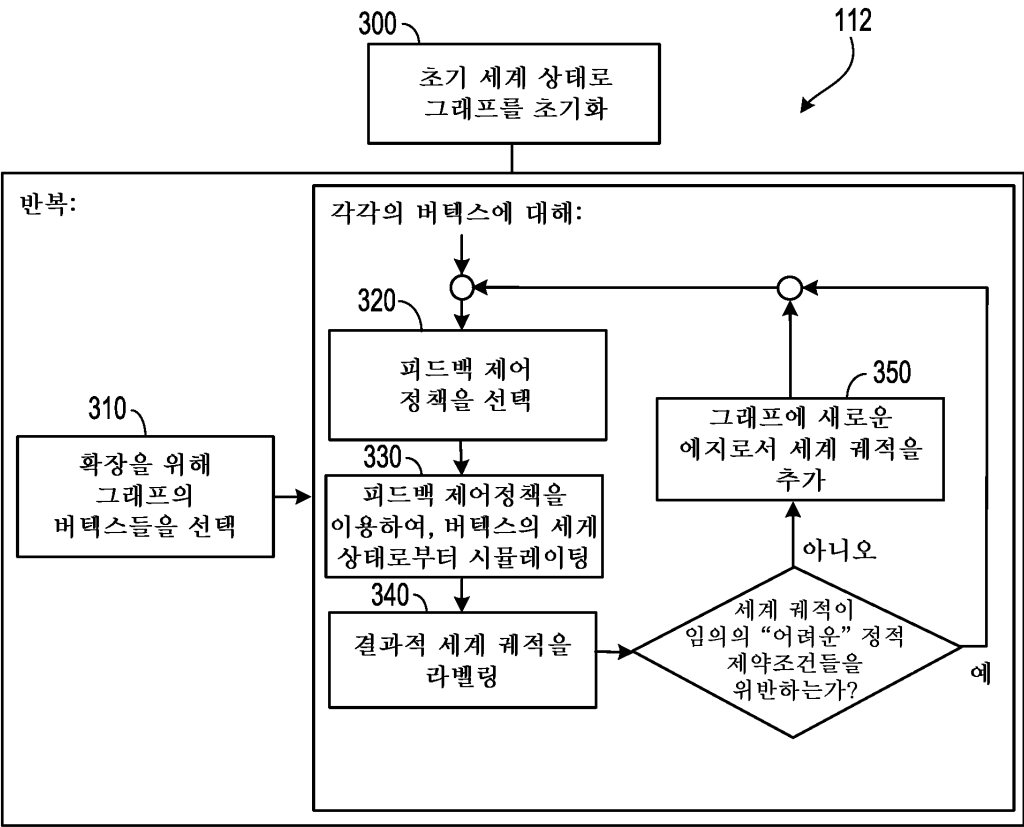 300
112
초기 세계 상태로
그래프를 초기화
반복:
각각의 버텍스에 대해:
320
피드백 제어
정책을 선택
350
그래프에 새로운
에지로서 세계 궤적을
추가
310
확장을 위해
그래프의
버텍스들을 선택
330
피드백 제어정책을
이용하여, 버텍스의 세게
상태로부터 시뮬레이팅
아니오
340
결과적 세계 궤적을
라벨링
세계 궤적이
임의의 “어려운” 정적
제약조건들을
위반하는가?
예